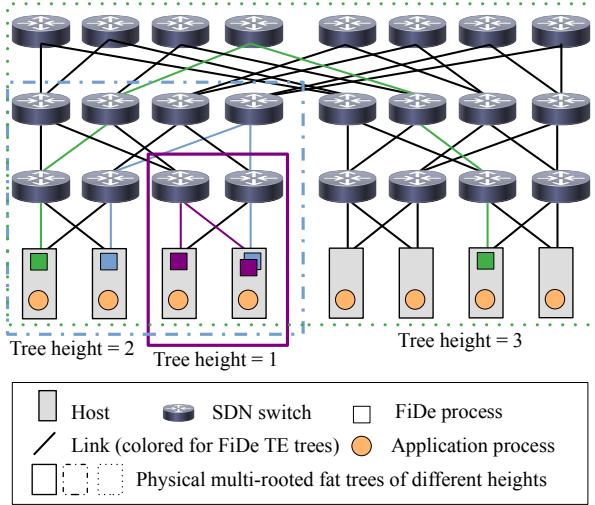 Tree height = 2
Tree height = 1
Tree height = 3
Host
SDN switch
FiDe process
Link (colored for FiDe TE trees)
Application process
Physical multi-rooted fat trees of different heights